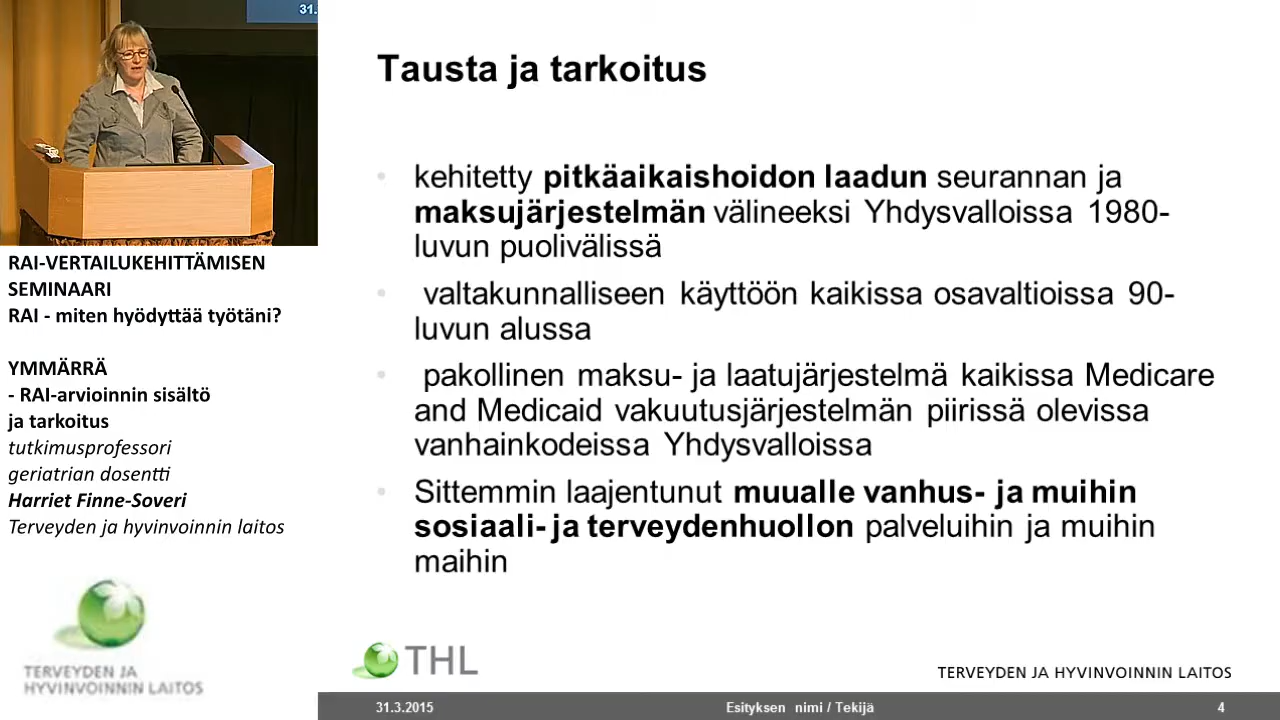 31.
RAI-VERTAILUKEHITTÄMISEN
SEMINAARI
RAI - miten hyödyttää työtäni?
YMMÄRRÄ
- RAI-arvioinnin sisältö
ja tarkoitus
tutkimusprofessori
geriatrian dosentti
Harriet Finne-Soveri
Terveyden ja hyvinvoinnin laitos
TERVEYDEN JA
HYVINVOINNIN LAITOS
Tausta ja tarkoitus
• kehitetty pitkäaikaishoidon laadun seurannan ja
maksujärjestelmän välineeksi Yhdysvalloissa 1980-
luvun puolivälissä
• valtakunnalliseen käyttöön kaikissa osavaltioissa 90-
luvun alussa
• pakollinen maksu- ja laatujärjestelmä kaikissa Medicare
and Medicaid vakuutusjärjestelmän piirissä olevissa
vanhainkodeissa Yhdysvalloissa
• Sittemmin laajentunut muualle vanhus- ja muihin
sosiaali- ja terveydenhuollon palveluihin ja muihin
maihin
THL
TERVEYDEN JA HYVINVOINNIN LAITOS
31.3.2015 Esityksen nimi / Tekijä 4